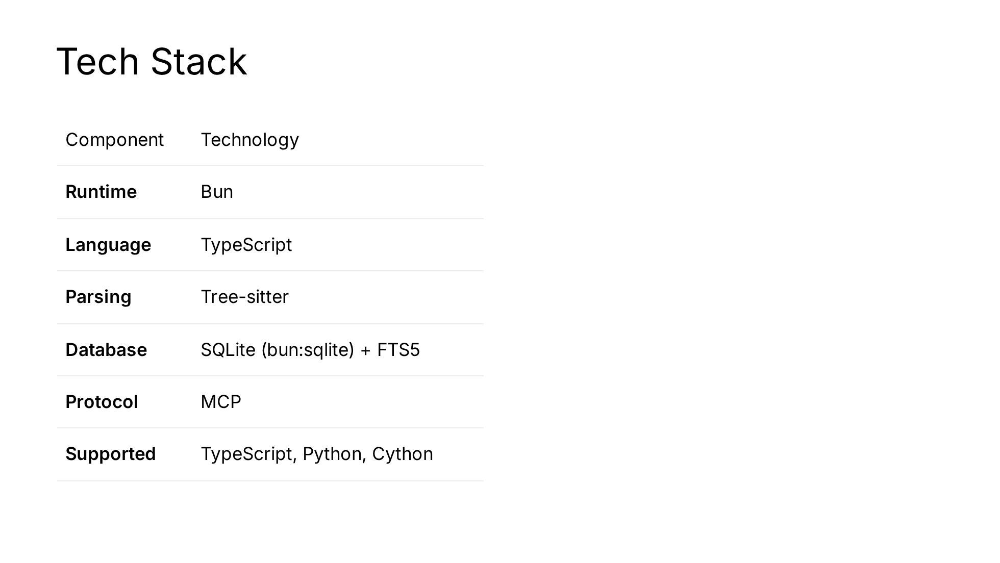 Tech Stack
Component Technology
Runtime Bun
Language TypeScript
Parsing Tree-sitter
Database SQLite (bun:sqlite) + FTS5
Protocol MCP
Supported TypeScript, Python, Cython